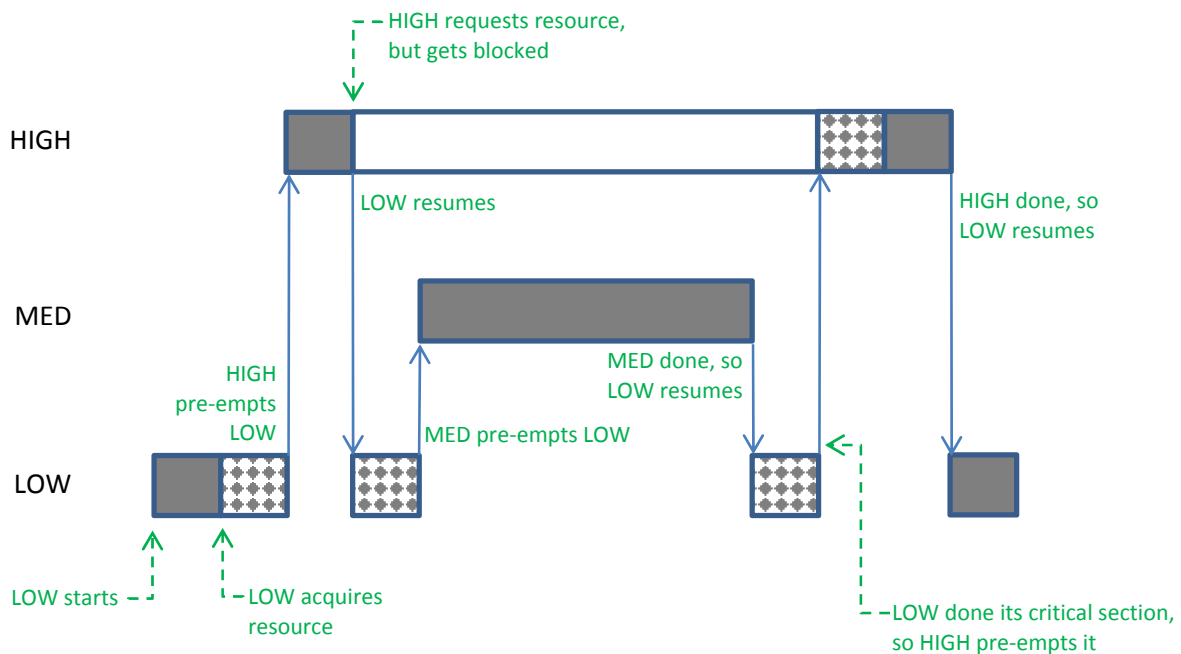 HIGH requests resource,
but gets blocked
HIGH
LOW resumes
HIGH done, so
LOW resumes
MED
HIGH
pre-empts
LOW
MED done, so
LOW resumes
MED pre-empts LOW
LOW
LOW starts
LOW acquires
resource
LOW done its critical section,
so HIGH pre-empts it